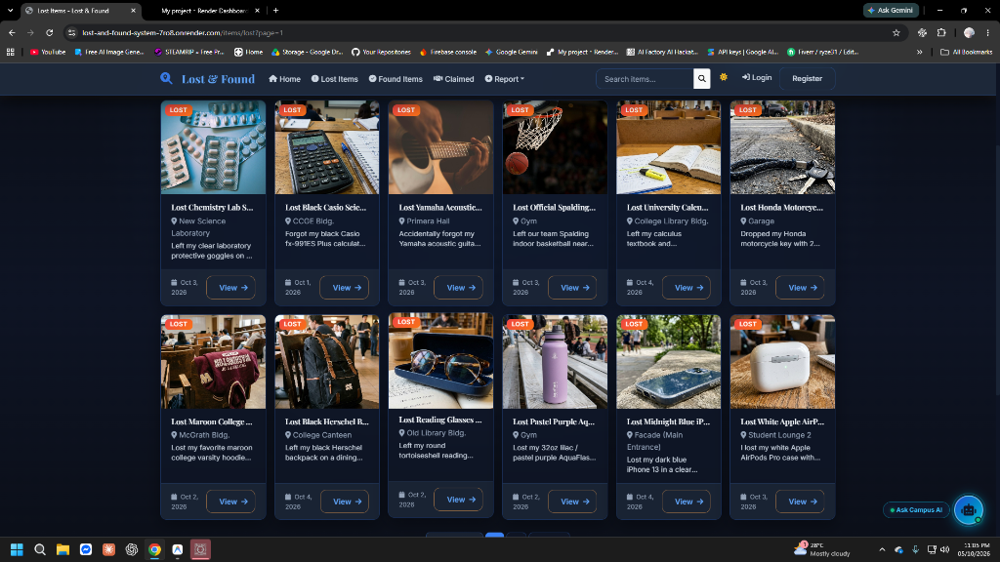 Lost Items - Lost & Found
My project - Render Dashboar
Ask Gemini
lost-and-found-system-7ro8.onrender.com/items/lost?page=1
YouTube
Free AI Image Gene...
STEAMRIP » Free Pr...
Home
Storage - Google Dr...
Your Repositories
Firebase console
Google Gemini
My project - Render...
AI Factory AI Hackat...
API keys | Google AI...
Fiverr / ryze31 / Edit...
All Bookmarks
Lost & Found
Home
Lost Items
Found Items
Claimed
Report
Search items...
Login
Register
LOST
Lost Chemistry Lab S...
New Science
Laboratory
Left my clear laboratory
protective goggles on ...
Oct 3,
2026
View
LOST
Lost Black Casio Scie...
CCGE Bldg.
Forgot my black Casio
fx-991ES Plus calculat...
Oct 1,
2026
View
LOST
Lost Yamaha Acoustic...
Primera Hall
Accidentally forgot my
Yamaha acoustic guita...
Oct 3,
2026
View
LOST
Lost Official Spalding...
Gym
Left our team Spalding
indoor basketball near...
Oct 3,
2026
View
LOST
Lost University Calcu...
College Library Bldg.
Left my calculus
textbook and...
Oct 4,
2026
View
LOST
Lost Honda Motorcyc...
Garage
Dropped my Honda
motorcycle key with 2...
Oct 3,
2026
View
LOST
Lost Maroon College ...
McGrath Bldg.
Lost my favorite maroon
college varsity hoodie...
Oct 2,
2026
View
LOST
Lost Black Herschel B...
College Canteen
Left my black Herschel
backpack on a dining...
Oct 4,
2026
View
LOST
Lost Reading Glasses ...
Old Library Bldg.
Left my round
tortoiseshell reading...
Oct 2,
2026
View
LOST
Lost Pastel Purple Aq...
Gym
Lost my 32oz lilac /
pastel purple AquaFlas...
Oct 2,
2026
View
LOST
Lost Midnight Blue iP...
Facade (Main
Entrance)
Lost my dark blue
iPhone 13 in a clear...
Oct 4,
2026
View
LOST
Lost White Apple AirP...
Student Lounge 2
I lost my white Apple
AirPods Pro case with...
Oct 3,
2026
View
Ask Campus AI
28°C
Mostly cloudy
11:05 PM
05/10/2026